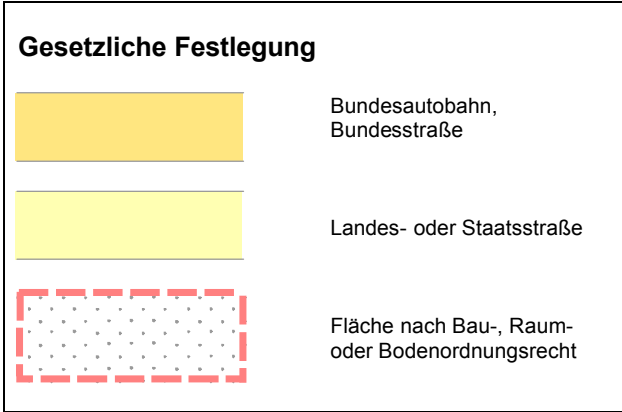 Gesetzliche Festlegung
Bundesautobahn,
Bundesstraße
Landes- oder Staatsstraße
Fläche nach Bau-, Raum-
oder Bodenordnungsrecht